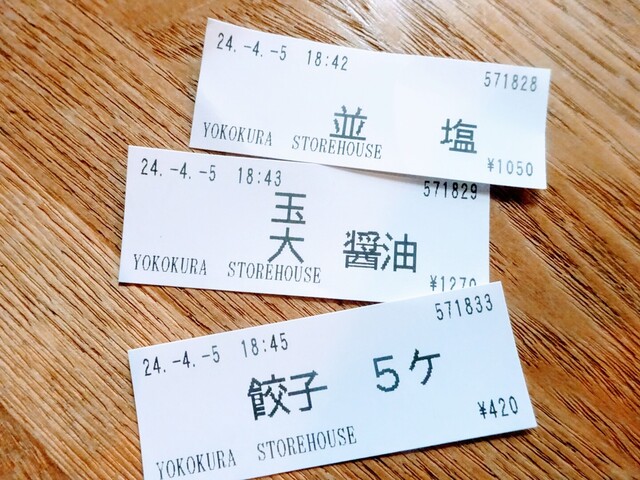 24.-4.-5 18:42 571828
並 塩
YOKOKURA STOREHOUSE ¥1050
24.-4.-5 18:43 571829
玉
大 醤油
YOKOKURA STOREHOUSE ¥1270
24.-4.-5 18:45 571833
餃子 5ケ
YOKOKURA STOREHOUSE ¥420